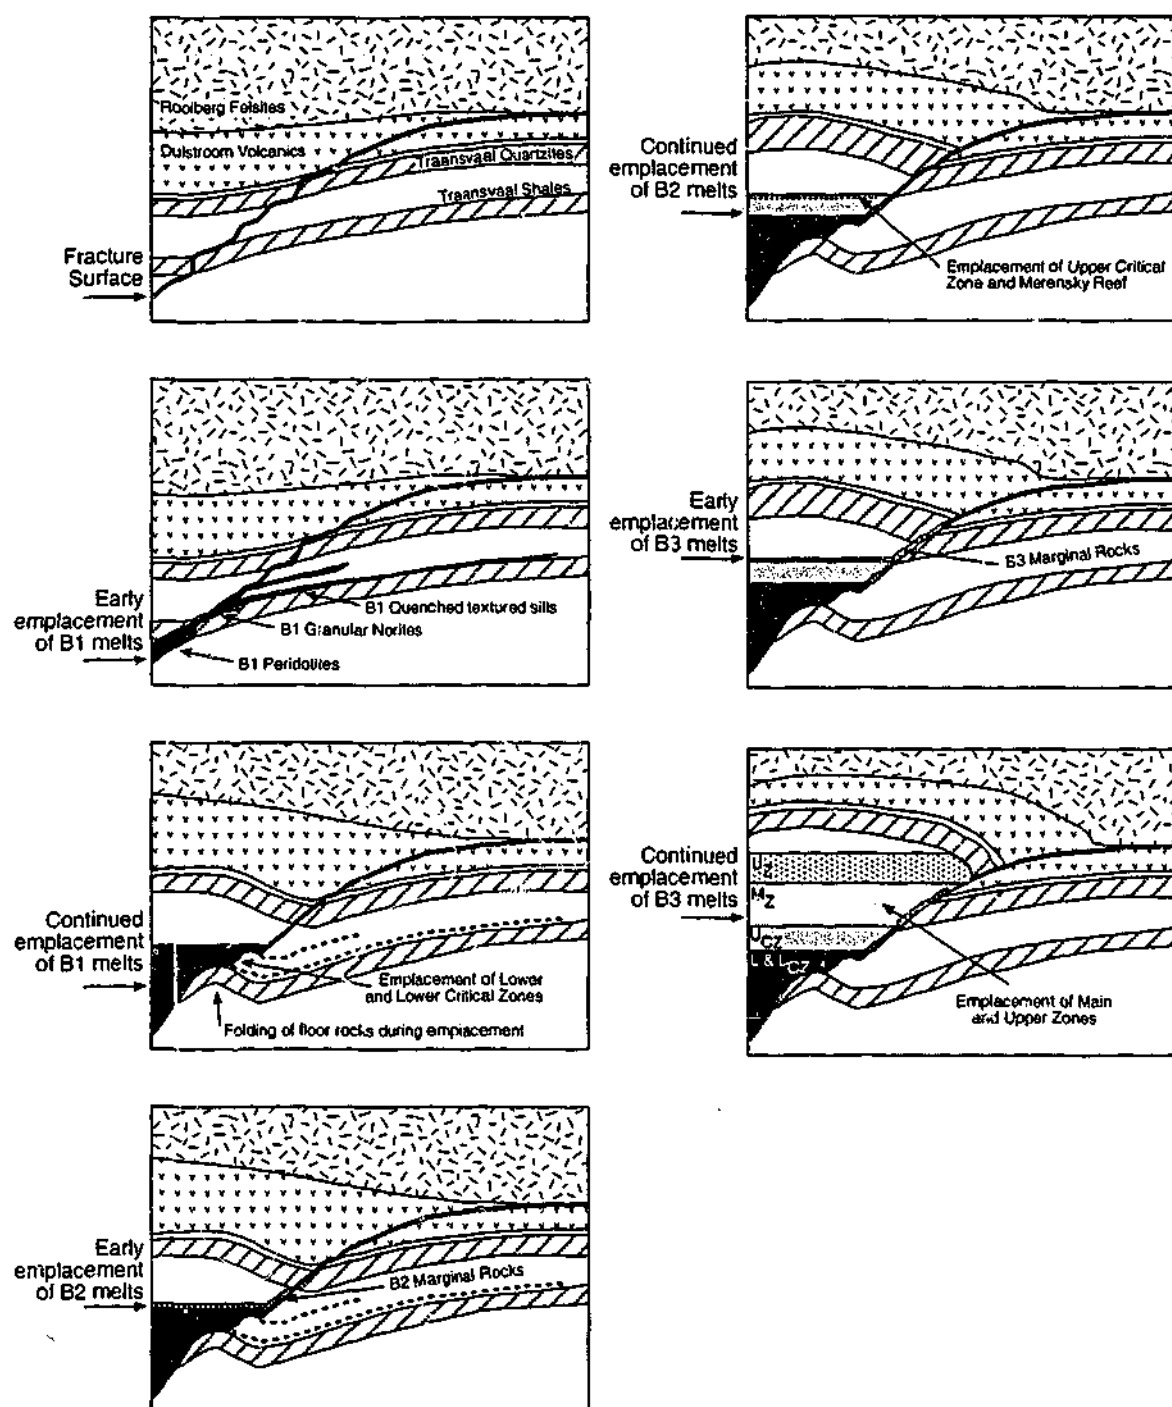 Rooiberg Felsites
Dulstroom Volcanics
Traansvaal Quartzites
Traansvaal Shales
Fracture
Surface
Early
emplacement
of B1 melts
B1 Quenched textured sills
B1 Granular Norites
B1 Peridotites
Continued
emplacement
of B1 melts
Emplacement of Lower
and Lower Critical Zones
Folding of floor rocks during emplacement
Early
emplacement
of B2 melts
B2 Marginal Rocks
Continued
emplacement
of B2 melts
Emplacement of Upper Critical
Zone and Merensky Reef
Early
emplacement
of B3 melts
B3 Marginal Rocks
Continued
emplacement
of B3 melts
UZ
MZ
UCZ
L & LCZ
Emplacement of Main
and Upper Zones